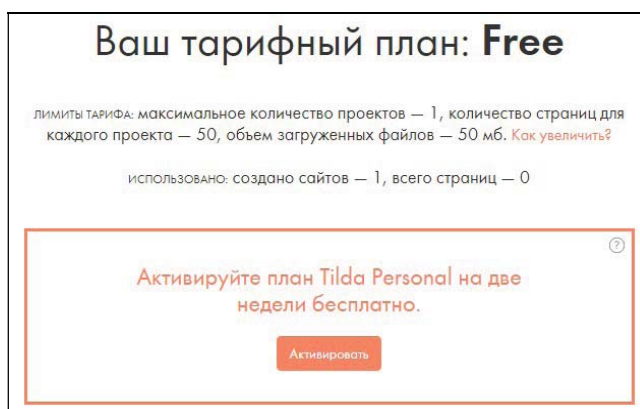 Ваш тарифный план: Free
ЛИМИТЫ ТАРИФА: максимальное количество проектов — 1, количество страниц для
каждого проекта — 50, объем загруженных файлов — 50 мб. Как увеличить?
ИСПОЛЬЗОВАНО: создано сайтов — 1, всего страниц — 0
?
Активируйте план Tilda Personal на две
недели бесплатно.
Активировать